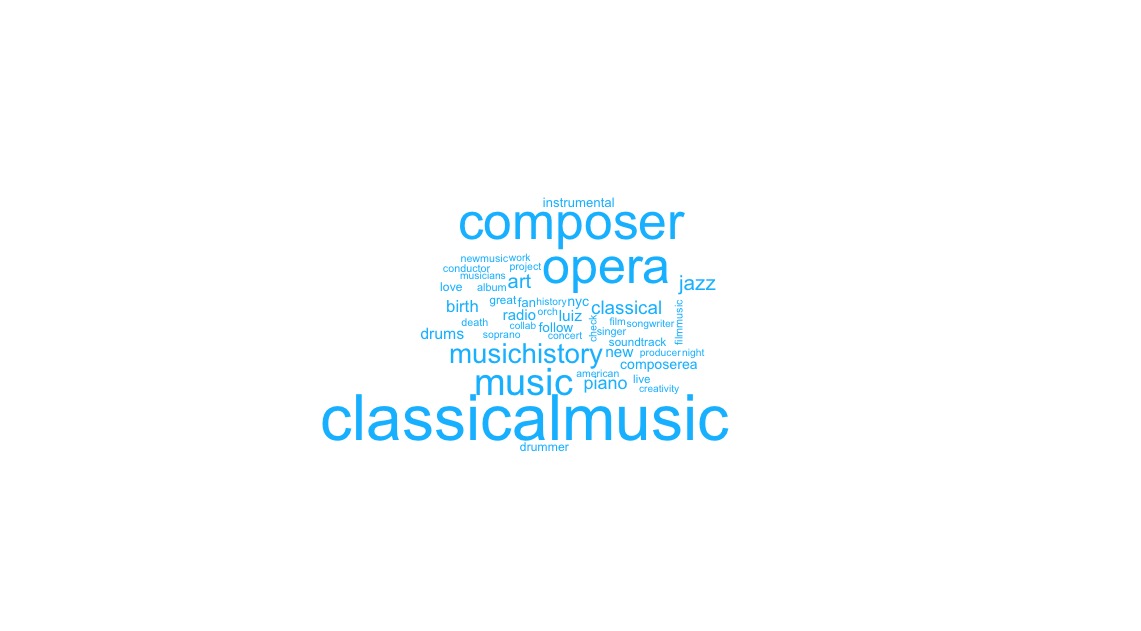 instrumental
composer
newmusic work
opera
conductor project
musicians
art
jazz
love album
great fan history nyc
birth classical
radio orch luiz
filmmusic
death collab follow check film songwriter
drums soprano concert singer
soundtrack
musichistory new producer night
composerea
american
music piano live
creativity
classicalmusic
drummer